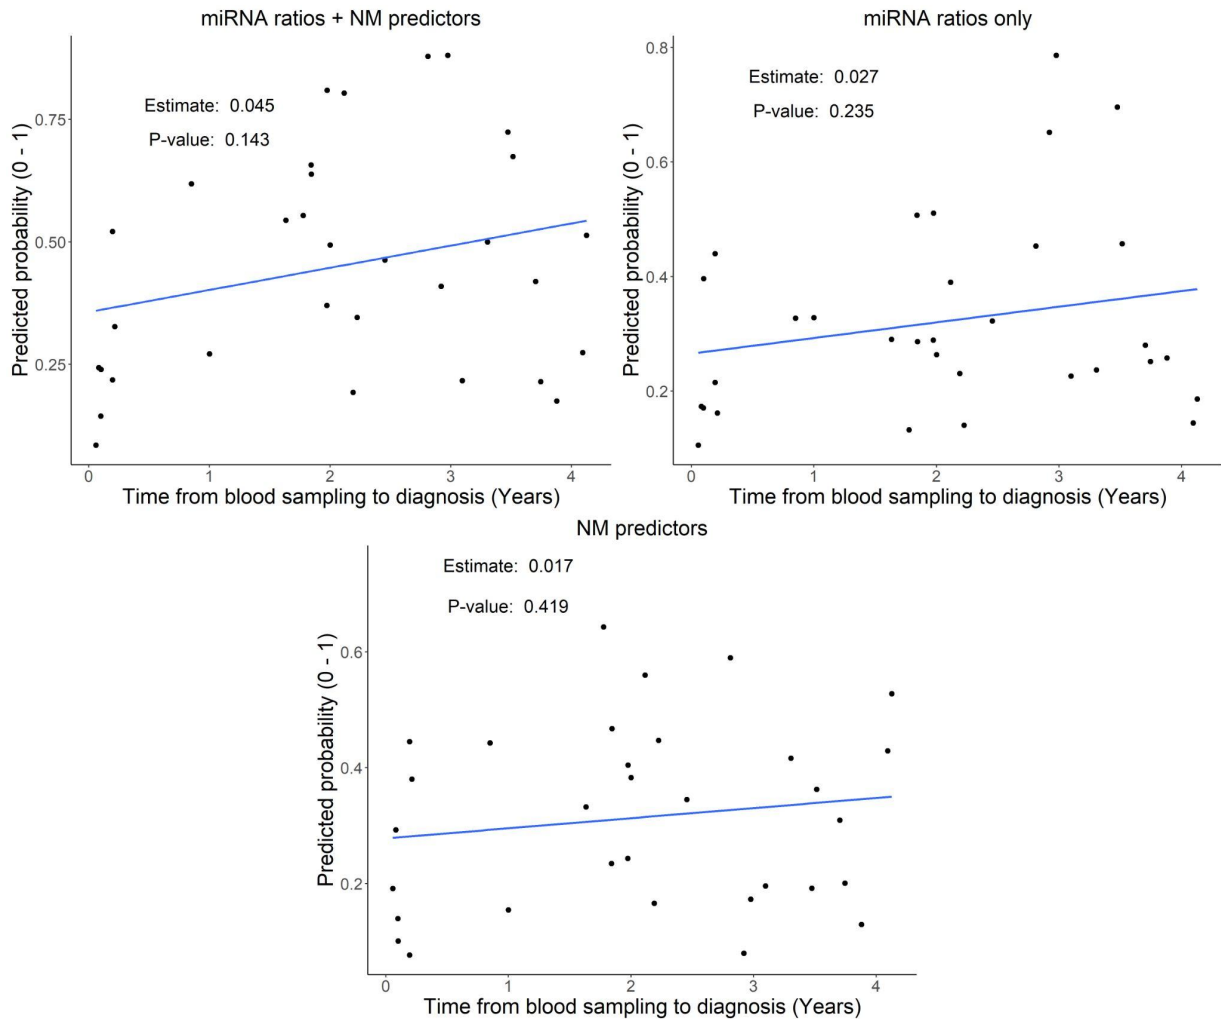 miRNA ratios + NM predictors
Estimate: 0.045
P-value: 0.143
Predicted probability (0 - 1)
0.75
0.50
0.25
0 1 2 3 4
Time from blood sampling to diagnosis (Years)
miRNA ratios only
Estimate: 0.027
P-value: 0.235
Predicted probability (0 - 1)
0.8
0.6
0.4
0.2
0 1 2 3 4
Time from blood sampling to diagnosis (Years)
NM predictors
Estimate: 0.017
P-value: 0.419
Predicted probability (0 - 1)
0.6
0.4
0.2
0 1 2 3 4
Time from blood sampling to diagnosis (Years)